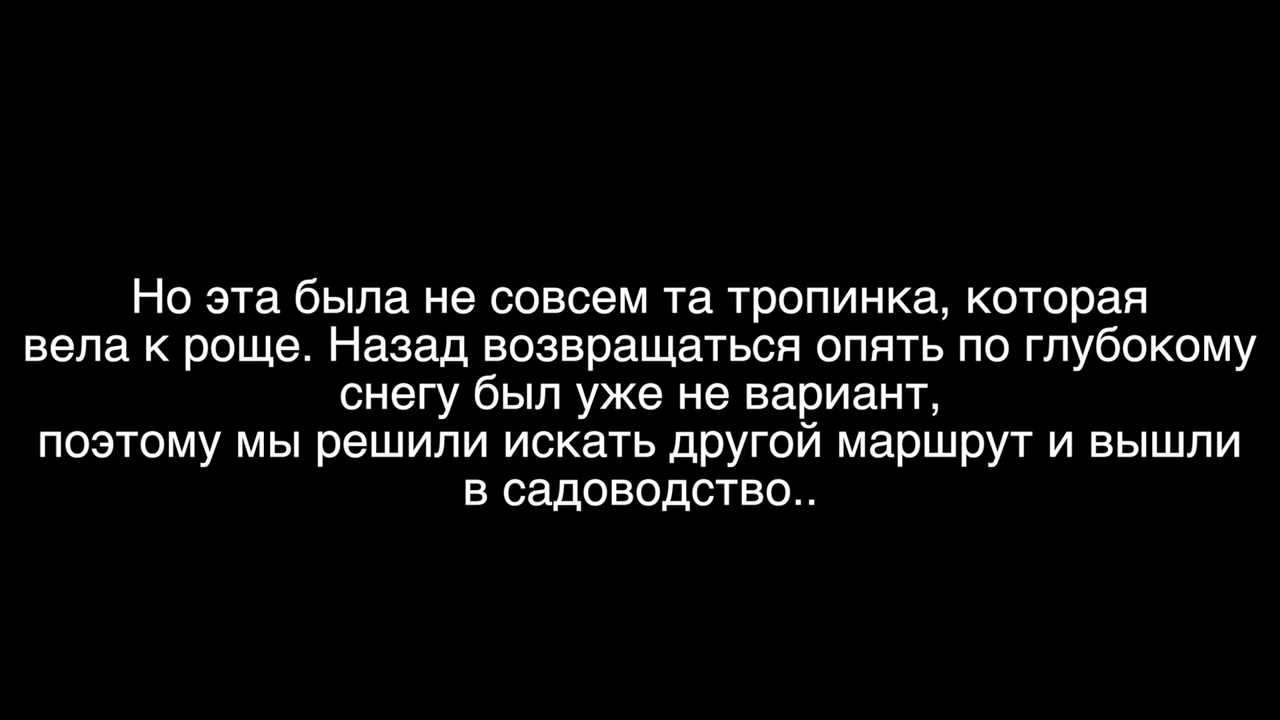 Но эта была не совсем та тропинка, которая
вела к роще. Назад возвращаться опять по глубокому
снегу был уже не вариант,
поэтому мы решили искать другой маршрут и вышли
в садоводство..